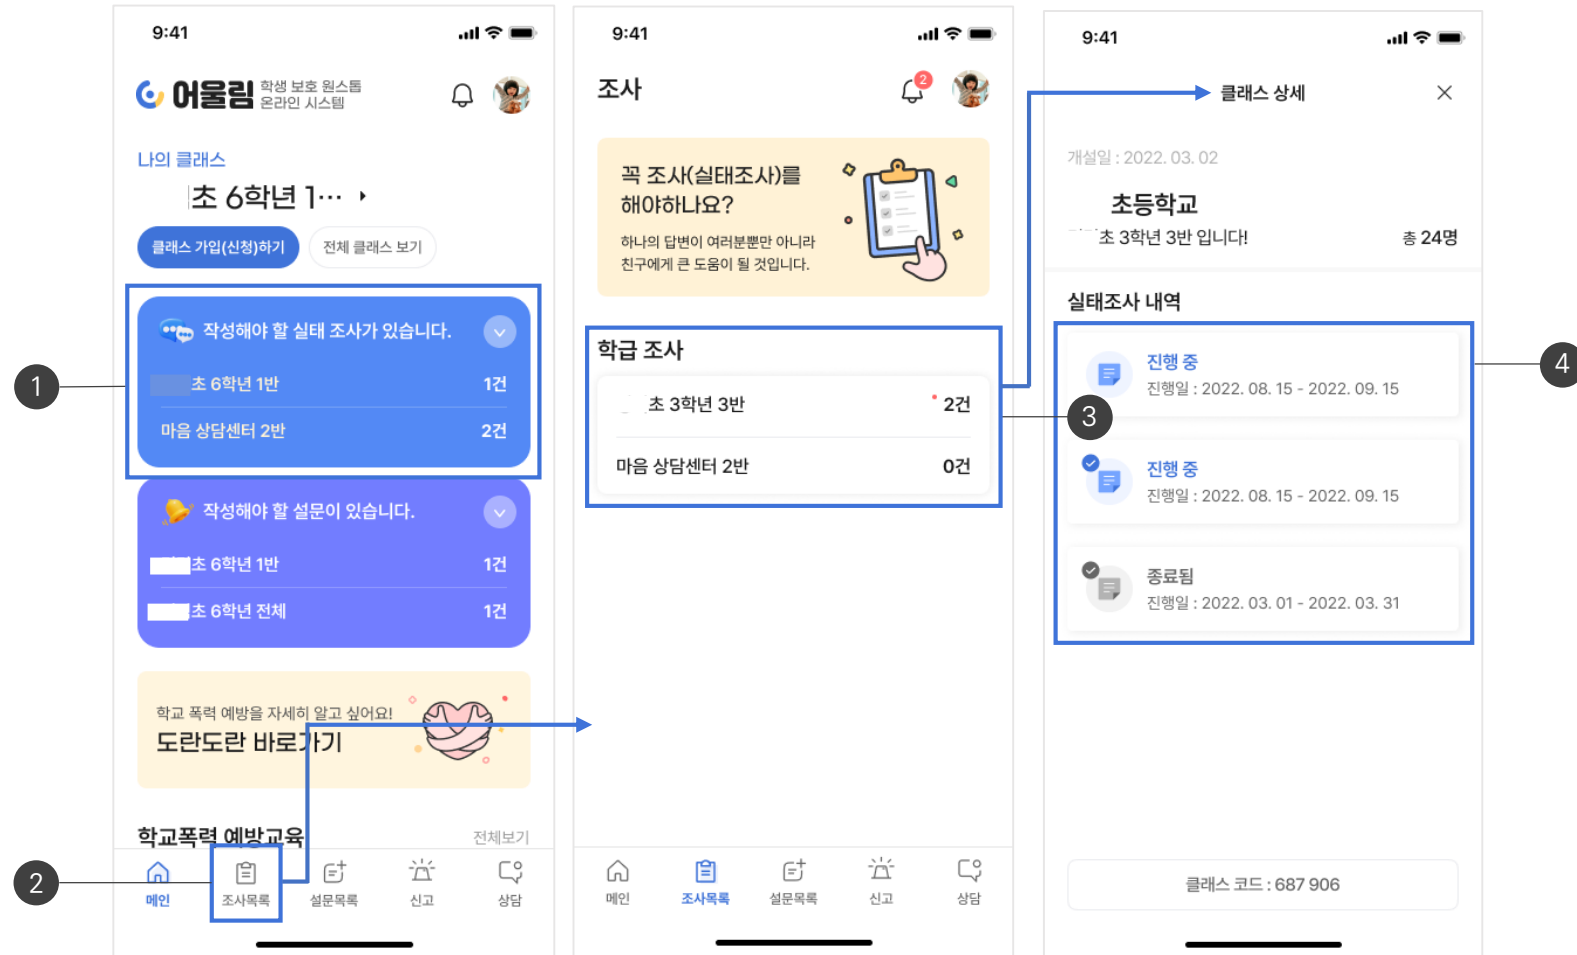 9:41
어울림
학생 보호 원스톱
온라인 시스템
나의 클래스
초 6학년 1···
클래스 가입(신청)하기
전체 클래스 보기
작성해야 할 실태 조사가 있습니다.
초 6학년 1반
1건
마음 상담센터 2반
2건
작성해야 할 설문이 있습니다.
초 6학년 1반
1건
초 6학년 전체
1건
학교 폭력 예방을 자세히 알고 싶어요!
도란도란 바로가기
학교폭력 예방교육
전체보기
메인
조사목록
설문목록
신고
상담
1
2
9:41
조사
2
꼭 조사(실태조사)를
해야하나요?
하나의 답변이 여러분뿐만 아니라
친구에게 큰 도움이 될 것입니다.
학급 조사
초 3학년 3반
2건
마음 상담센터 2반
0건
메인
조사목록
설문목록
신고
상담
3
9:41
클래스 상세
개설일 : 2022. 03. 02
초등학교
초 3학년 3반 입니다!
총 24명
실태조사 내역
진행 중
진행일 : 2022. 08. 15 - 2022. 09. 15
진행 중
진행일 : 2022. 08. 15 - 2022. 09. 15
종료됨
진행일 : 2022. 03. 01 - 2022. 03. 31
클래스 코드 : 687 906
4